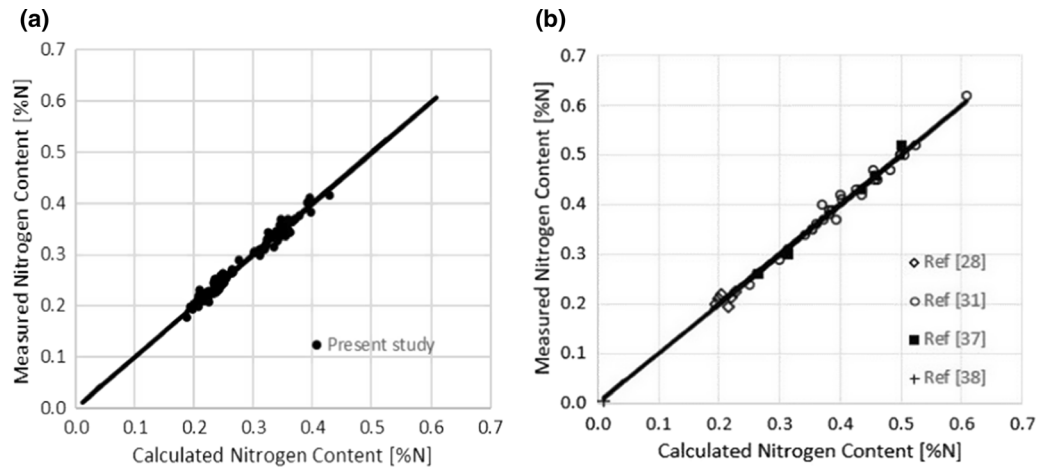 (a)
0.7
0.6
0.5
0.4
0.3
0.2
0.1
0.0
Measured Nitrogen Content [%N]
Present study
0.0 0.1 0.2 0.3 0.4 0.5 0.6 0.7
Calculated Nitrogen Content [%N]
(b)
0.7
0.6
0.5
0.4
0.3
0.2
0.1
0.0
Measured Nitrogen Content [%N]
Ref [28]
Ref [31]
Ref [37]
Ref [38]
0.0 0.1 0.2 0.3 0.4 0.5 0.6 0.7
Calculated Nitrogen Content [%N]